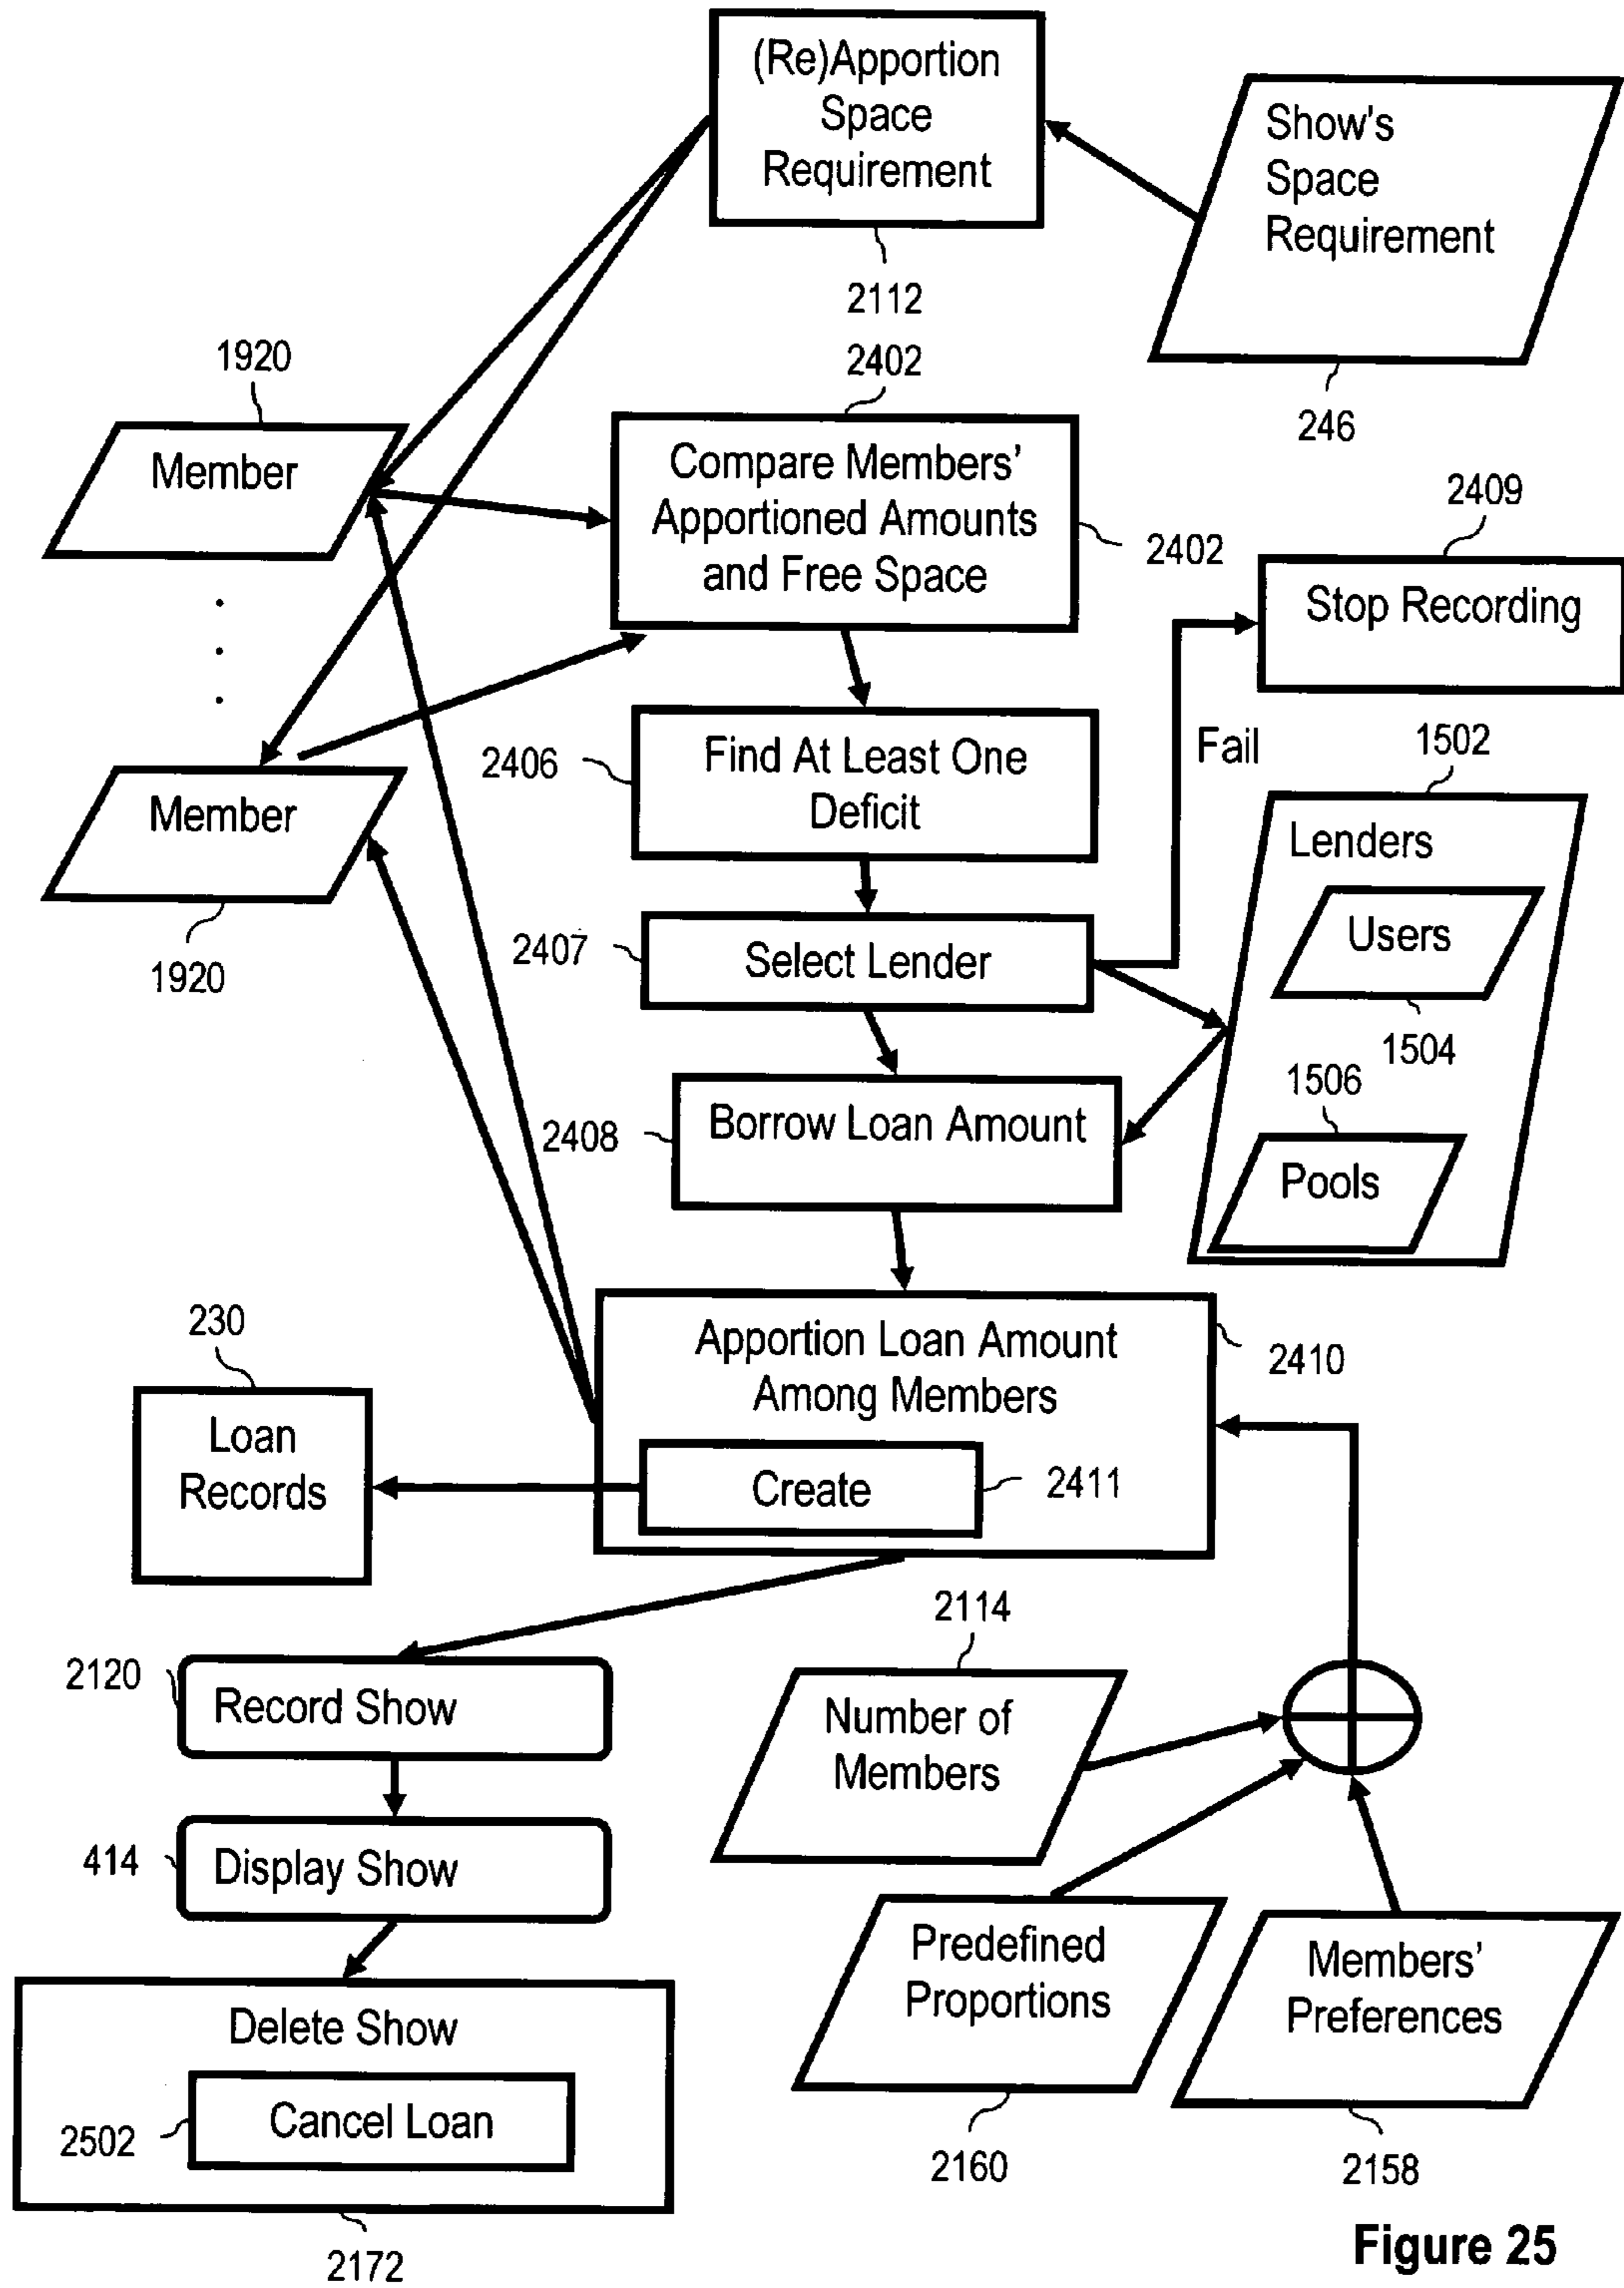 (Re)Apportion
Space
Requirement
2112
Show's
Space
Requirement
246
1920
Member
2402
Compare Members'
Apportioned Amounts
and Free Space
2402
2409
Stop Recording
.
.
.
Member
1920
2406
Find At Least One
Deficit
Fail
1502
Lenders
Users
1504
1506
Pools
2407
Select Lender
2408
Borrow Loan Amount
230
Loan
Records
Apportion Loan Amount
Among Members
2410
Create
2411
2120
Record Show
414
Display Show
Delete Show
2502
Cancel Loan
2172
2114
Number of
Members
Predefined
Proportions
2160
Members'
Preferences
2158
Figure 25